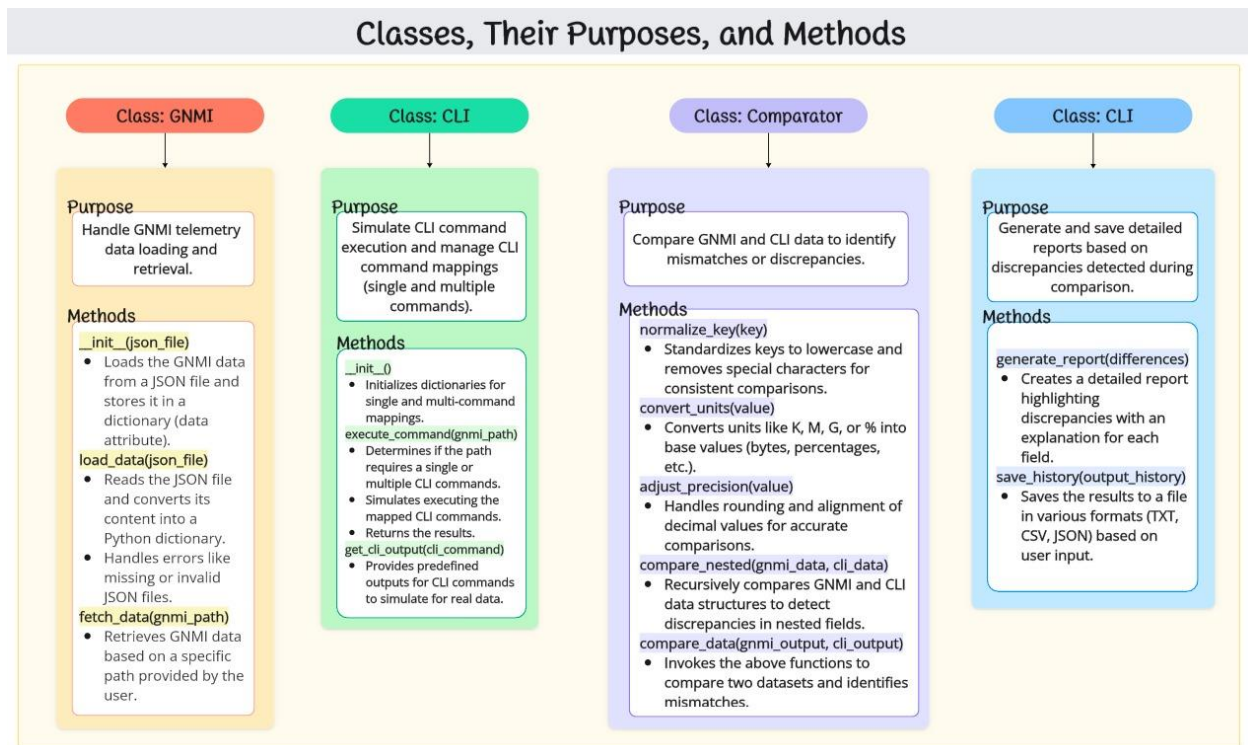 Classes, Their Purposes, and Methods
Class: GNMI
Purpose
Handle GNMI telemetry
data loading and
retrieval.
Methods
__init__(json_file)
• Loads the GNMI data
from a JSON file and
stores it in a
dictionary (data
attribute).
load_data(json_file)
• Reads the JSON file
and converts its
content into a
Python dictionary.
• Handles errors like
missing or invalid
JSON files.
fetch_data(gnmi_path)
• Retrieves GNMI data
based on a specific
path provided by the
user.
Class: CLI
Purpose
Simulate CLI command
execution and manage CLI
command mappings
(single and multiple
commands).
Methods
__init__()
• Initializes dictionaries for
single and multi-command
mappings.
execute_command(gnmi_path)
• Determines if the path
requires a single or
multiple CLI commands.
• Simulates executing the
mapped CLI commands.
• Returns the results.
get_cli_output(cli_command)
• Provides predefined
outputs for CLI commands
to simulate for real data.
Class: Comparator
Purpose
Compare GNMI and CLI data to identify
mismatches or discrepancies.
Methods
normalize_key(key)
• Standardizes keys to lowercase and
removes special characters for
consistent comparisons.
convert_units(value)
• Converts units like K, M, G, or % into
base values (bytes, percentages,
etc.).
adjust_precision(value)
• Handles rounding and alignment of
decimal values for accurate
comparisons.
compare_nested(gnmi_data, cli_data)
• Recursively compares GNMI and CLI
data structures to detect
discrepancies in nested fields.
compare_data(gnmi_output, cli_output)
• Invokes the above functions to
compare two datasets and identifies
mismatches.
Class: CLI
Purpose
Generate and save detailed
reports based on
discrepancies detected during
comparison.
Methods
generate_report(differences)
• Creates a detailed report
highlighting
discrepancies with an
explanation for each
field.
save_history(output_history)
• Saves the results to a file
in various formats (TXT,
CSV, JSON) based on
user input.